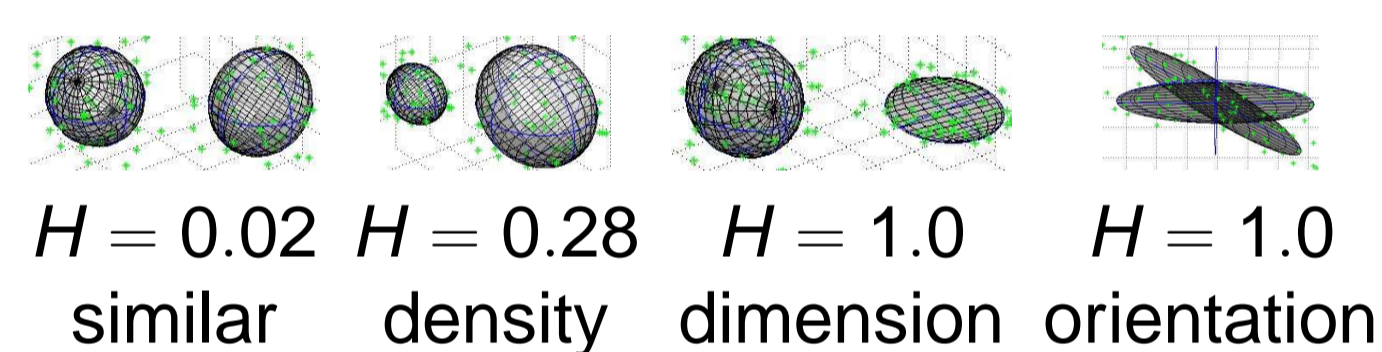 H = 0.02 H = 0.28 H = 1.0 H = 1.0
similar density dimension orientation